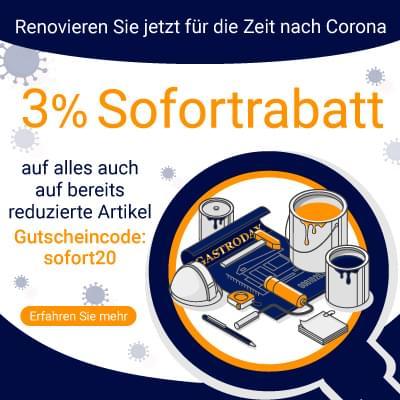 Renovieren Sie jetzt für die Zeit nach Corona
3% Sofortrabatt
auf alles auch
auf bereits
reduzierte Artikel
Gutscheincode:
sofort20
Erfahren Sie mehr
GASTRODAX